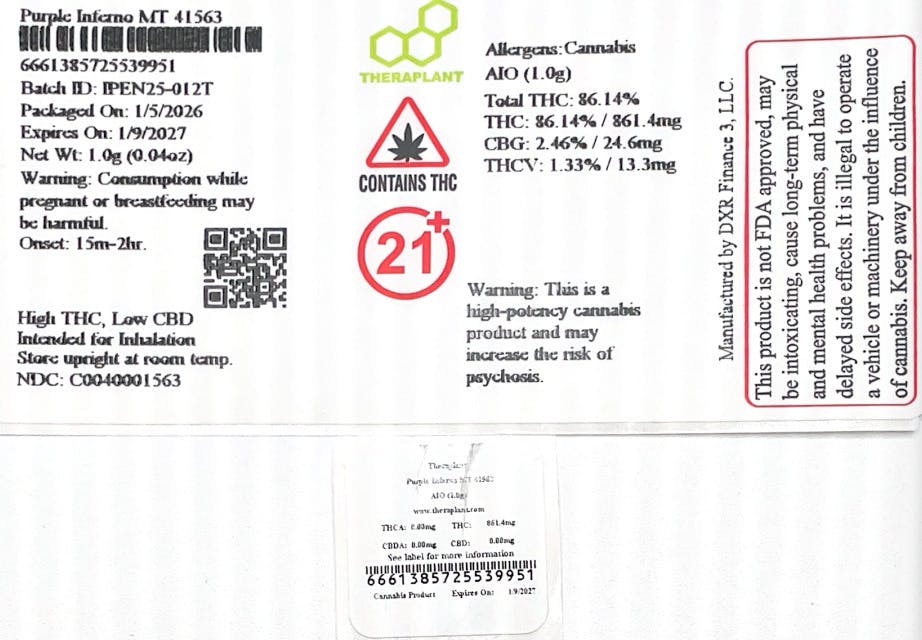 Purple Inferno MT 41563
6661385725539951
Batch ID: IPEN25-012T
Packaged On: 1/5/2026
Expires On: 1/9/2027
Net Wt: 1.0g (0.04oz)
Warning: Consumption while
pregnant or breastfeeding may
be harmful.
Onset: 15m-2hr.
High THC, Low CBD
Intended for Inhalation
Store upright at room temp.
NDC: C0040001563
THERAPLANT
CONTAINS THC
21+
Allergens: Cannabis
AIO (1.0g)
Total THC: 86.14%
THC: 86.14% / 861.4mg
CBG: 2.46% / 24.6mg
THCV: 1.33% / 13.3mg
Warning: This is a
high-potency cannabis
product and may
increase the risk of
psychosis.
Manufactured by DXR Finance 3, LLC.
This product is not FDA approved, may
be intoxicating, cause long-term physical
and mental health problems, and have
delayed side effects. It is illegal to operate
a vehicle or machinery under the influence
of cannabis. Keep away from children.
Theraplant
Purple Inferno MT 41563
AIO (1.0g)
www.theraplant.com
THCA: 0.00mg THC: 861.4mg
CBDA: 0.00mg CBD: 0.00mg
See label for more information
6661385725539951
Cannabis Product Expires On: 1/9/2027